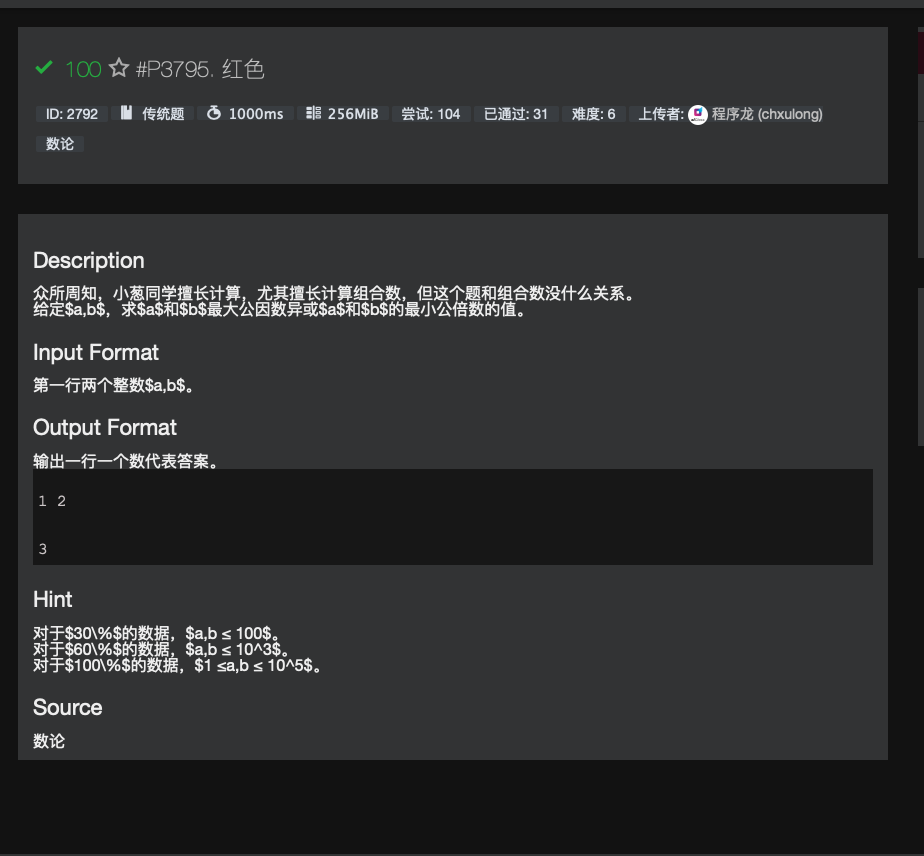 100 #P3795. 红色
ID: 2792 传统题 1000ms 256MiB 尝试: 104 已通过: 31 难度: 6 上传者: 程序龙 (chxulong)
数论
Description
众所周知，小葱同学擅长计算，尤其擅长计算组合数，但这个题和组合数没什么关系。
给定$a,b$，求$a$和$b$最大公因数异或$a$和$b$的最小公倍数的值。
Input Format
第一行两个整数$a,b$。
Output Format
输出一行一个数代表答案。
1 2
3
Hint
对于$30\%$的数据，$a,b ≤ 100$。
对于$60\%$的数据，$a,b ≤ 10^3$。
对于$100\%$的数据，$1 ≤a,b ≤ 10^5$。
Source
数论